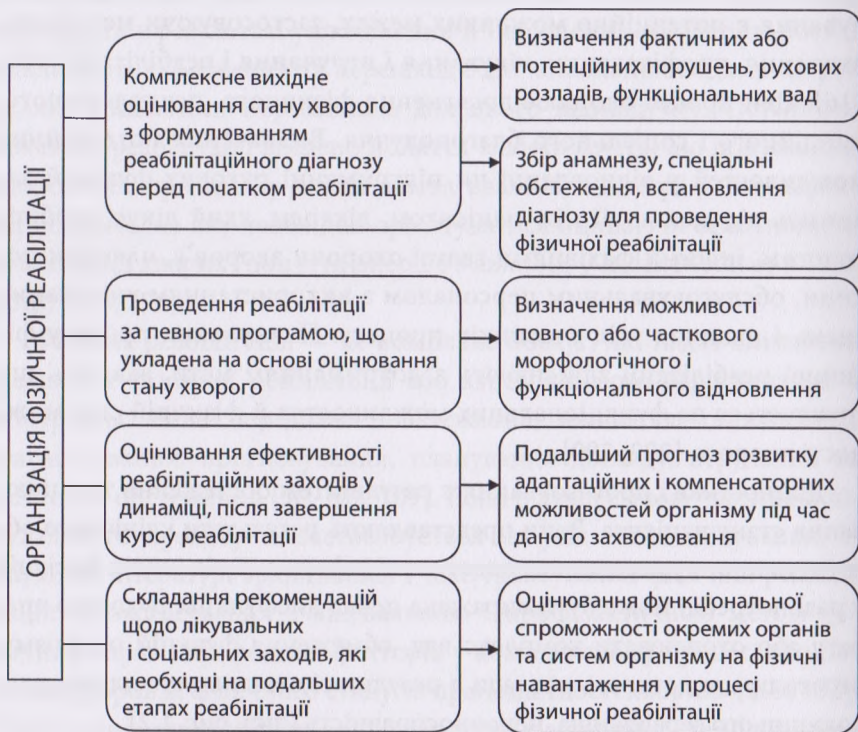 ОРГАНІЗАЦІЯ ФІЗИЧНОЇ РЕАБІЛІТАЦІЇ
Комплексне вихідне
оцінювання стану хворого
з формулюванням
реабілітаційного діагнозу
перед початком реабілітації
Визначення фактичних або
потенційних порушень, рухових
розладів, функціональних вад
Збір анамнезу, спеціальні
обстеження, встановлення
діагнозу для проведення
фізичної реабілітації
Проведення реабілітації
за певною програмою, що
укладена на основі оцінювання
стану хворого
Визначення можливості
повного або часткового
морфологічного і
функціонального відновлення
Оцінювання ефективності
реабілітаційних заходів у
динаміці, після завершення
курсу реабілітації
Подальший прогноз розвитку
адаптаційних і компенсаторних
можливостей організму під час
даного захворювання
Складання рекомендацій
щодо лікувальних
і соціальних заходів, які
необхідні на подальших
етапах реабілітації
Оцінювання функціональної
спроможності окремих органів
та систем організму на фізичні
навантаження у процесі
фізичної реабілітації